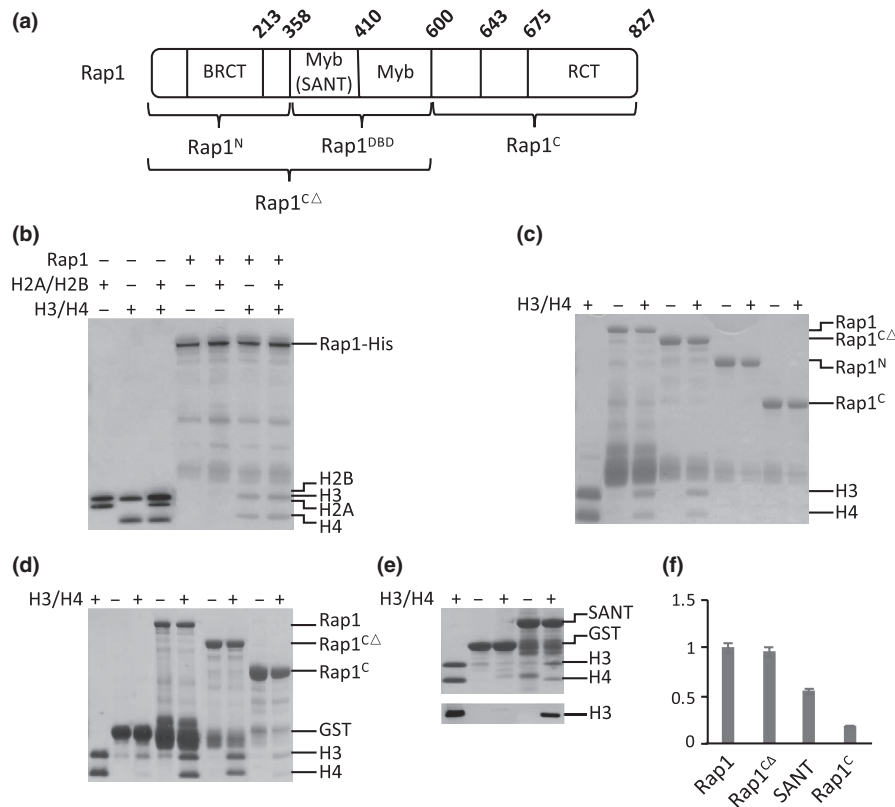 (a)
213 358 410 600 643 675 827
Rap1
BRCT
Myb
(SANT)
Myb
RCT
Rap1N
Rap1DBD
Rap1C
Rap1C△
(b)
Rap1 – – – + + + +
H2A/H2B + – + – + – +
H3/H4 – + + – – + +
Rap1-His
H2B
H3
H2A
H4
(c)
H3/H4 + – + – + – + – +
Rap1
Rap1C△
Rap1N
Rap1C
H3
H4
(d)
H3/H4 + – + – + – + – +
Rap1
Rap1C△
Rap1C
GST
H3
H4
(e)
H3/H4 + – + – +
SANT
GST
H3
H4
H3
(f)
1.5
1
0.5
0
Rap1
Rap1CΔ
SANT
Rap1C